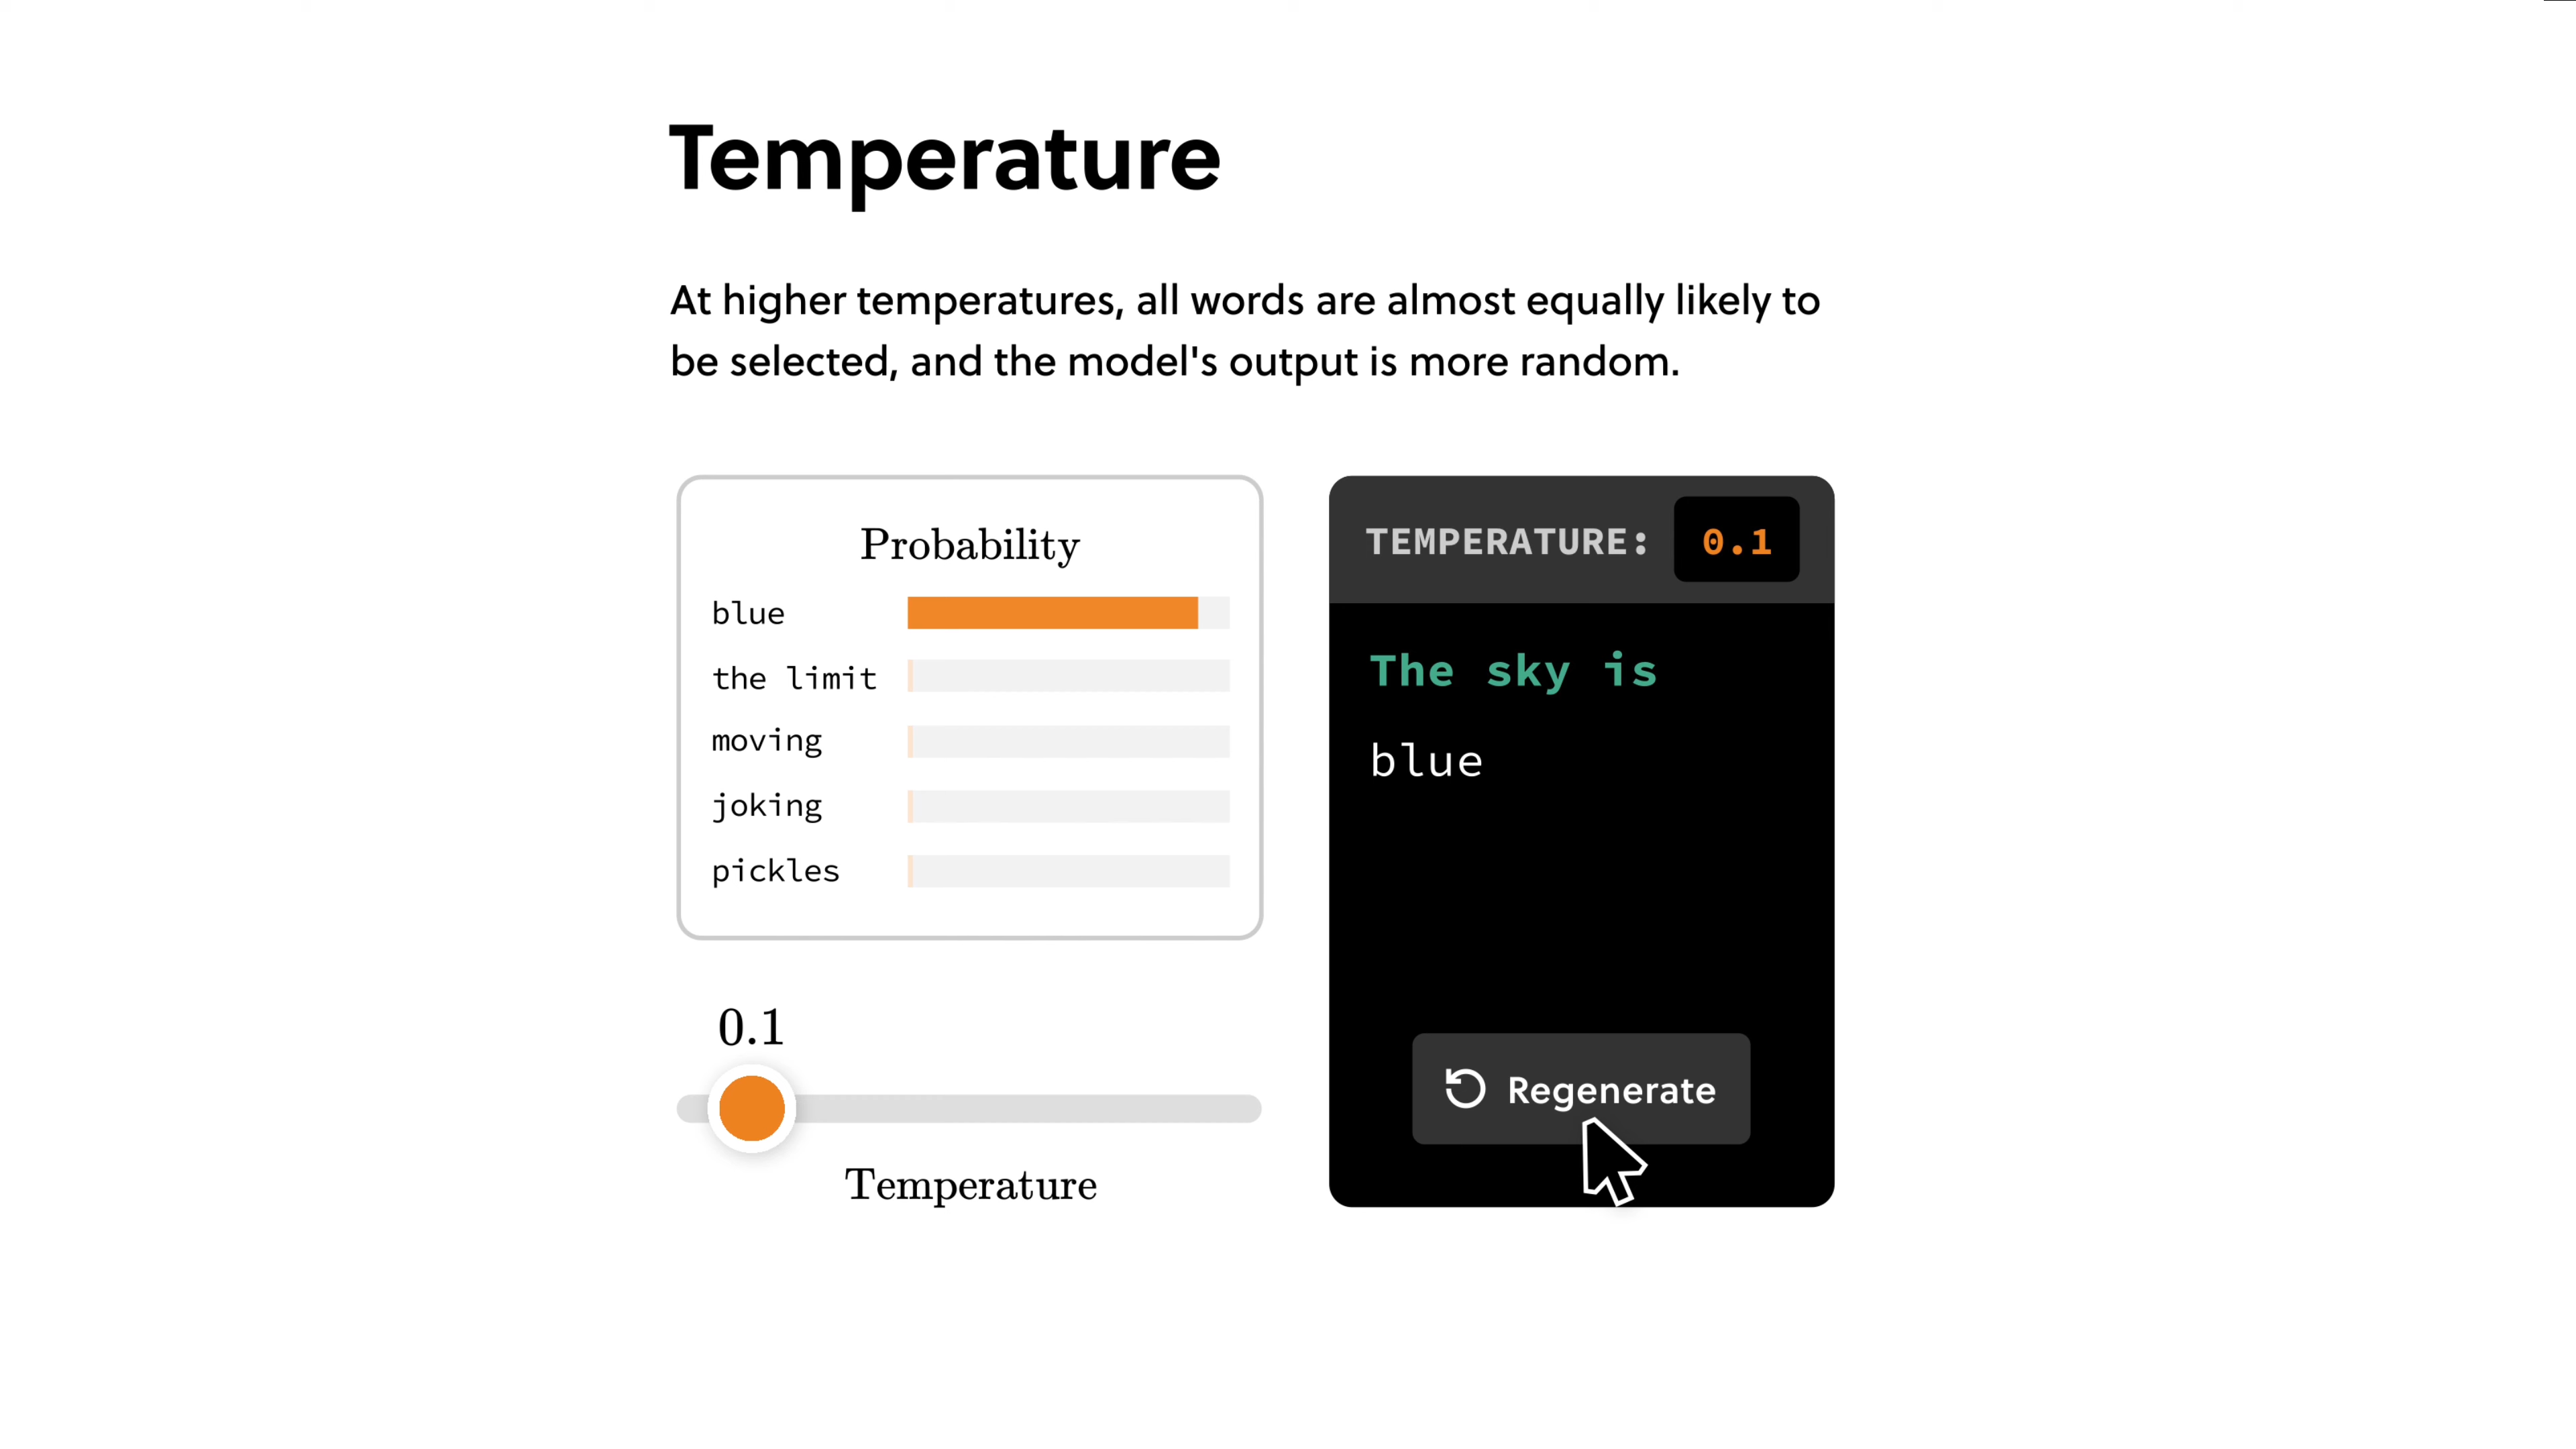 Temperature
At higher temperatures, all words are almost equally likely to
be selected, and the model's output is more random.
Probability
blue
the limit
moving
joking
pickles
0.1
Temperature
TEMPERATURE: 0.1
The sky is
blue
Regenerate